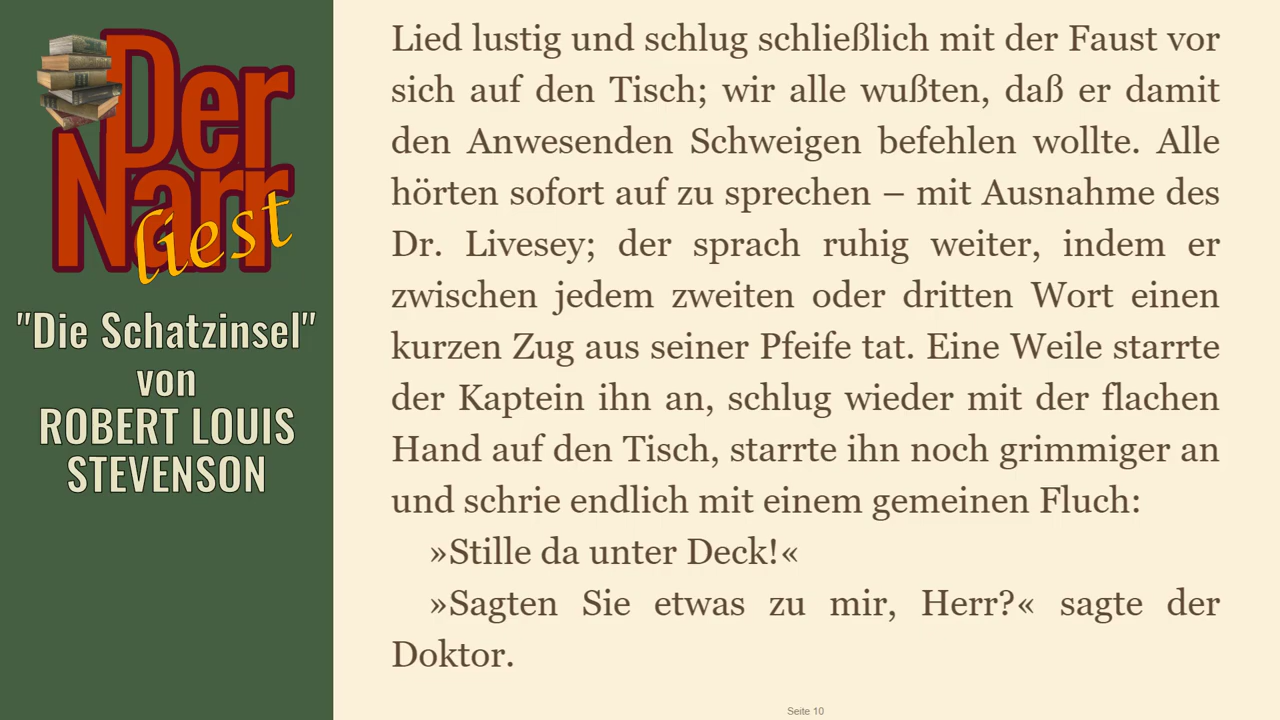 Der
Narr
liest
"Die Schatzinsel"
von
ROBERT LOUIS
STEVENSON
Lied lustig und schlug schließlich mit der Faust vor
sich auf den Tisch; wir alle wußten, daß er damit
den Anwesenden Schweigen befehlen wollte. Alle
hörten sofort auf zu sprechen – mit Ausnahme des
Dr. Livesey; der sprach ruhig weiter, indem er
zwischen jedem zweiten oder dritten Wort einen
kurzen Zug aus seiner Pfeife tat. Eine Weile starrte
der Kaptein ihn an, schlug wieder mit der flachen
Hand auf den Tisch, starrte ihn noch grimmiger an
und schrie endlich mit einem gemeinen Fluch:
»Stille da unter Deck!«
»Sagten Sie etwas zu mir, Herr?« sagte der
Doktor.
Seite 10